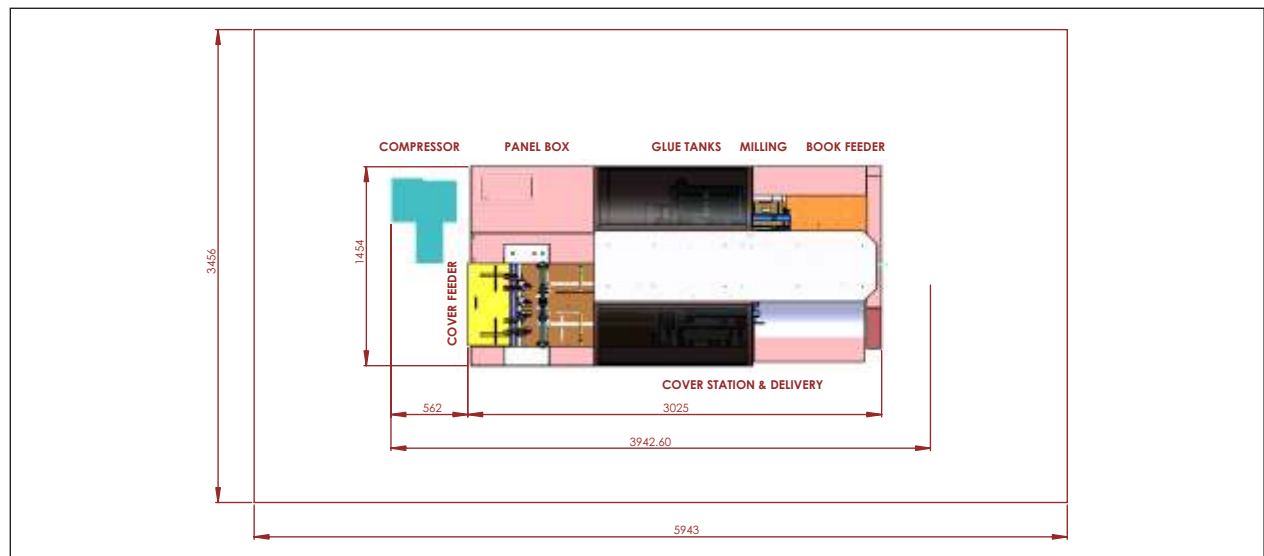 COMPRESSOR PANEL BOX GLUE TANKS MILLING BOOK FEEDER
3456
1454
COVER FEEDER
COVER STATION & DELIVERY
562 3025
3942.60
5943